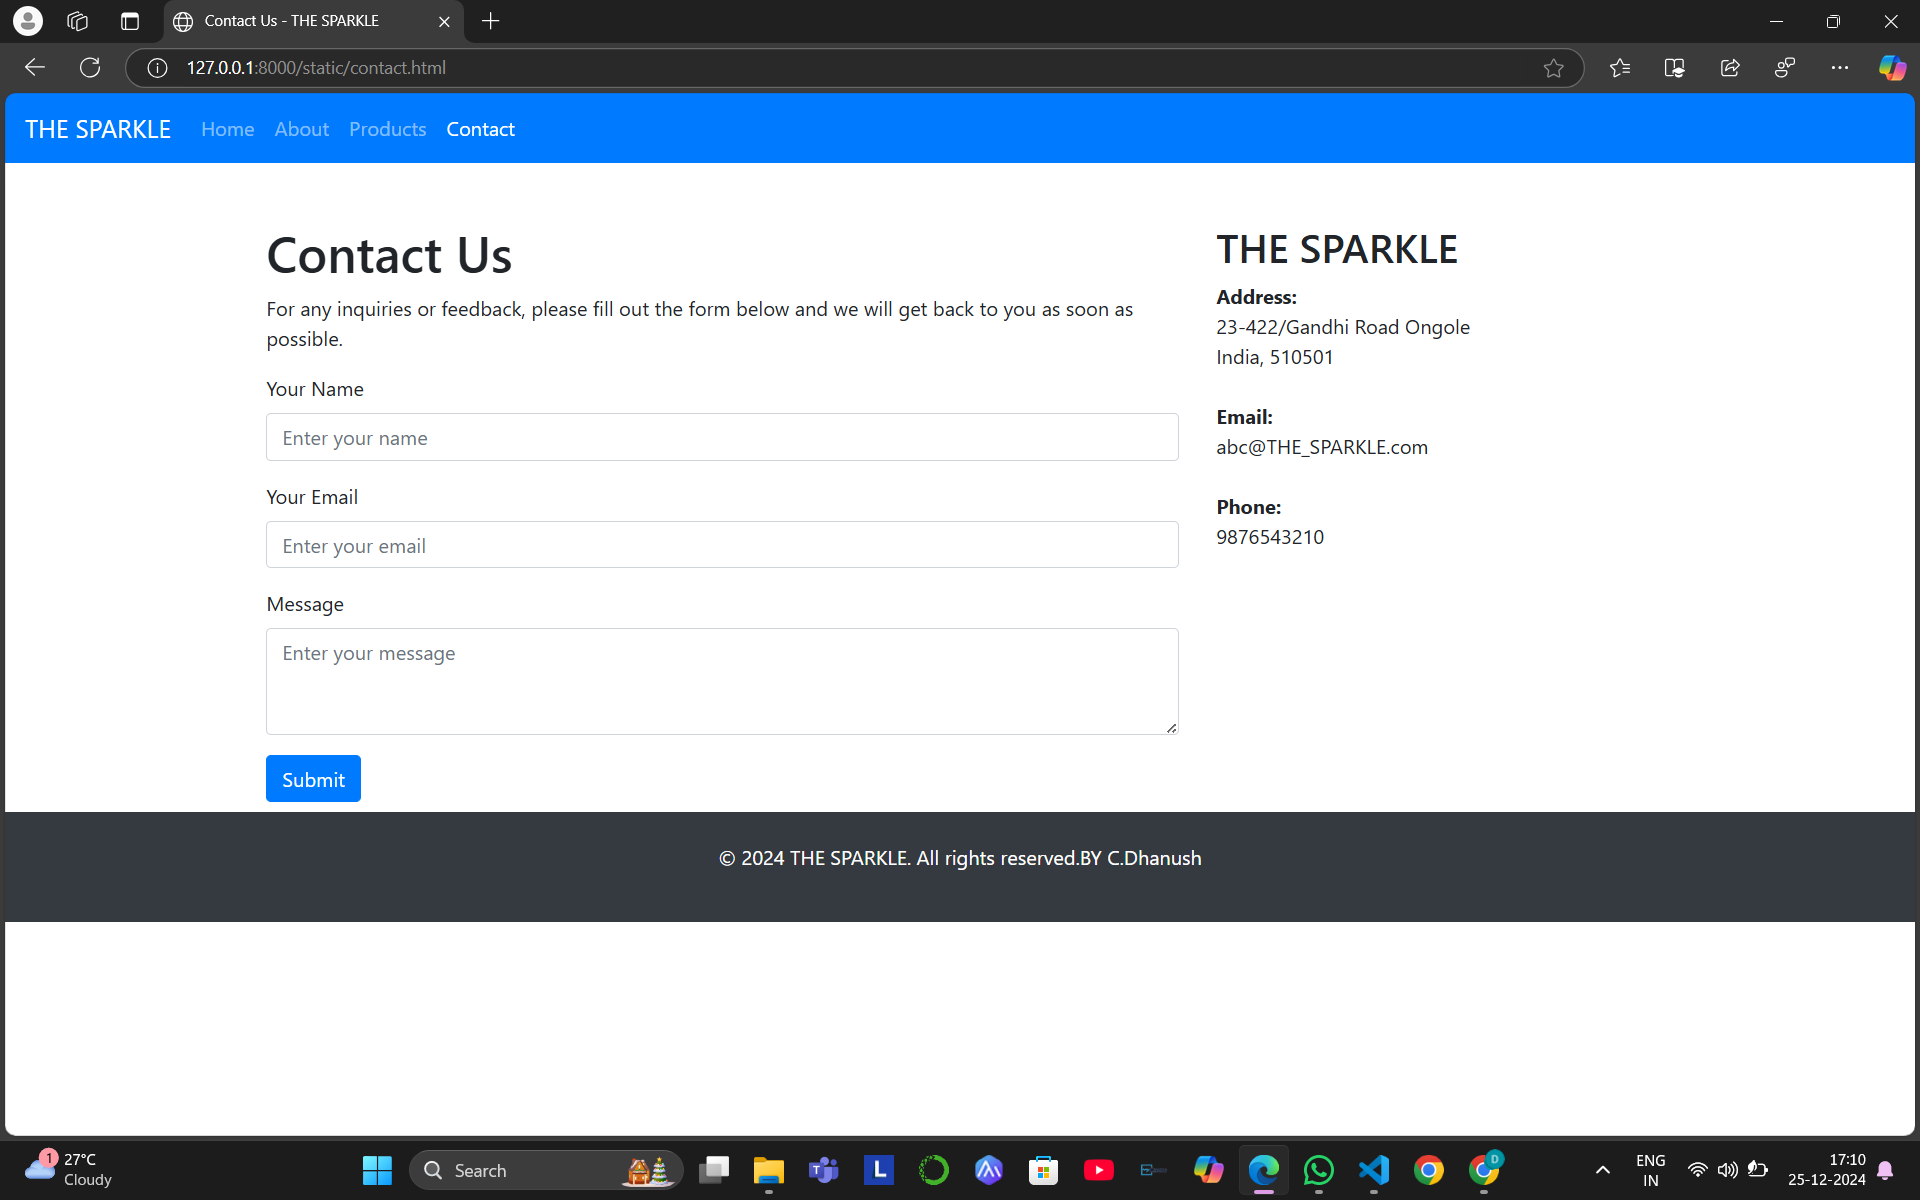 Contact Us - THE SPARKLE
127.0.0.1:8000/static/contact.html
THE SPARKLE Home About Products Contact
Contact Us
For any inquiries or feedback, please fill out the form below and we will get back to you as soon as
possible.
Your Name
Enter your name
Your Email
Enter your email
Message
Enter your message
Submit
THE SPARKLE
Address:
23-422/Gandhi Road Ongole
India, 510501
Email:
abc@THE_SPARKLE.com
Phone:
9876543210
© 2024 THE SPARKLE. All rights reserved.BY C.Dhanush
1
27°C
Cloudy
Search
T
L
E
D
ENG
IN
17:10
25-12-2024